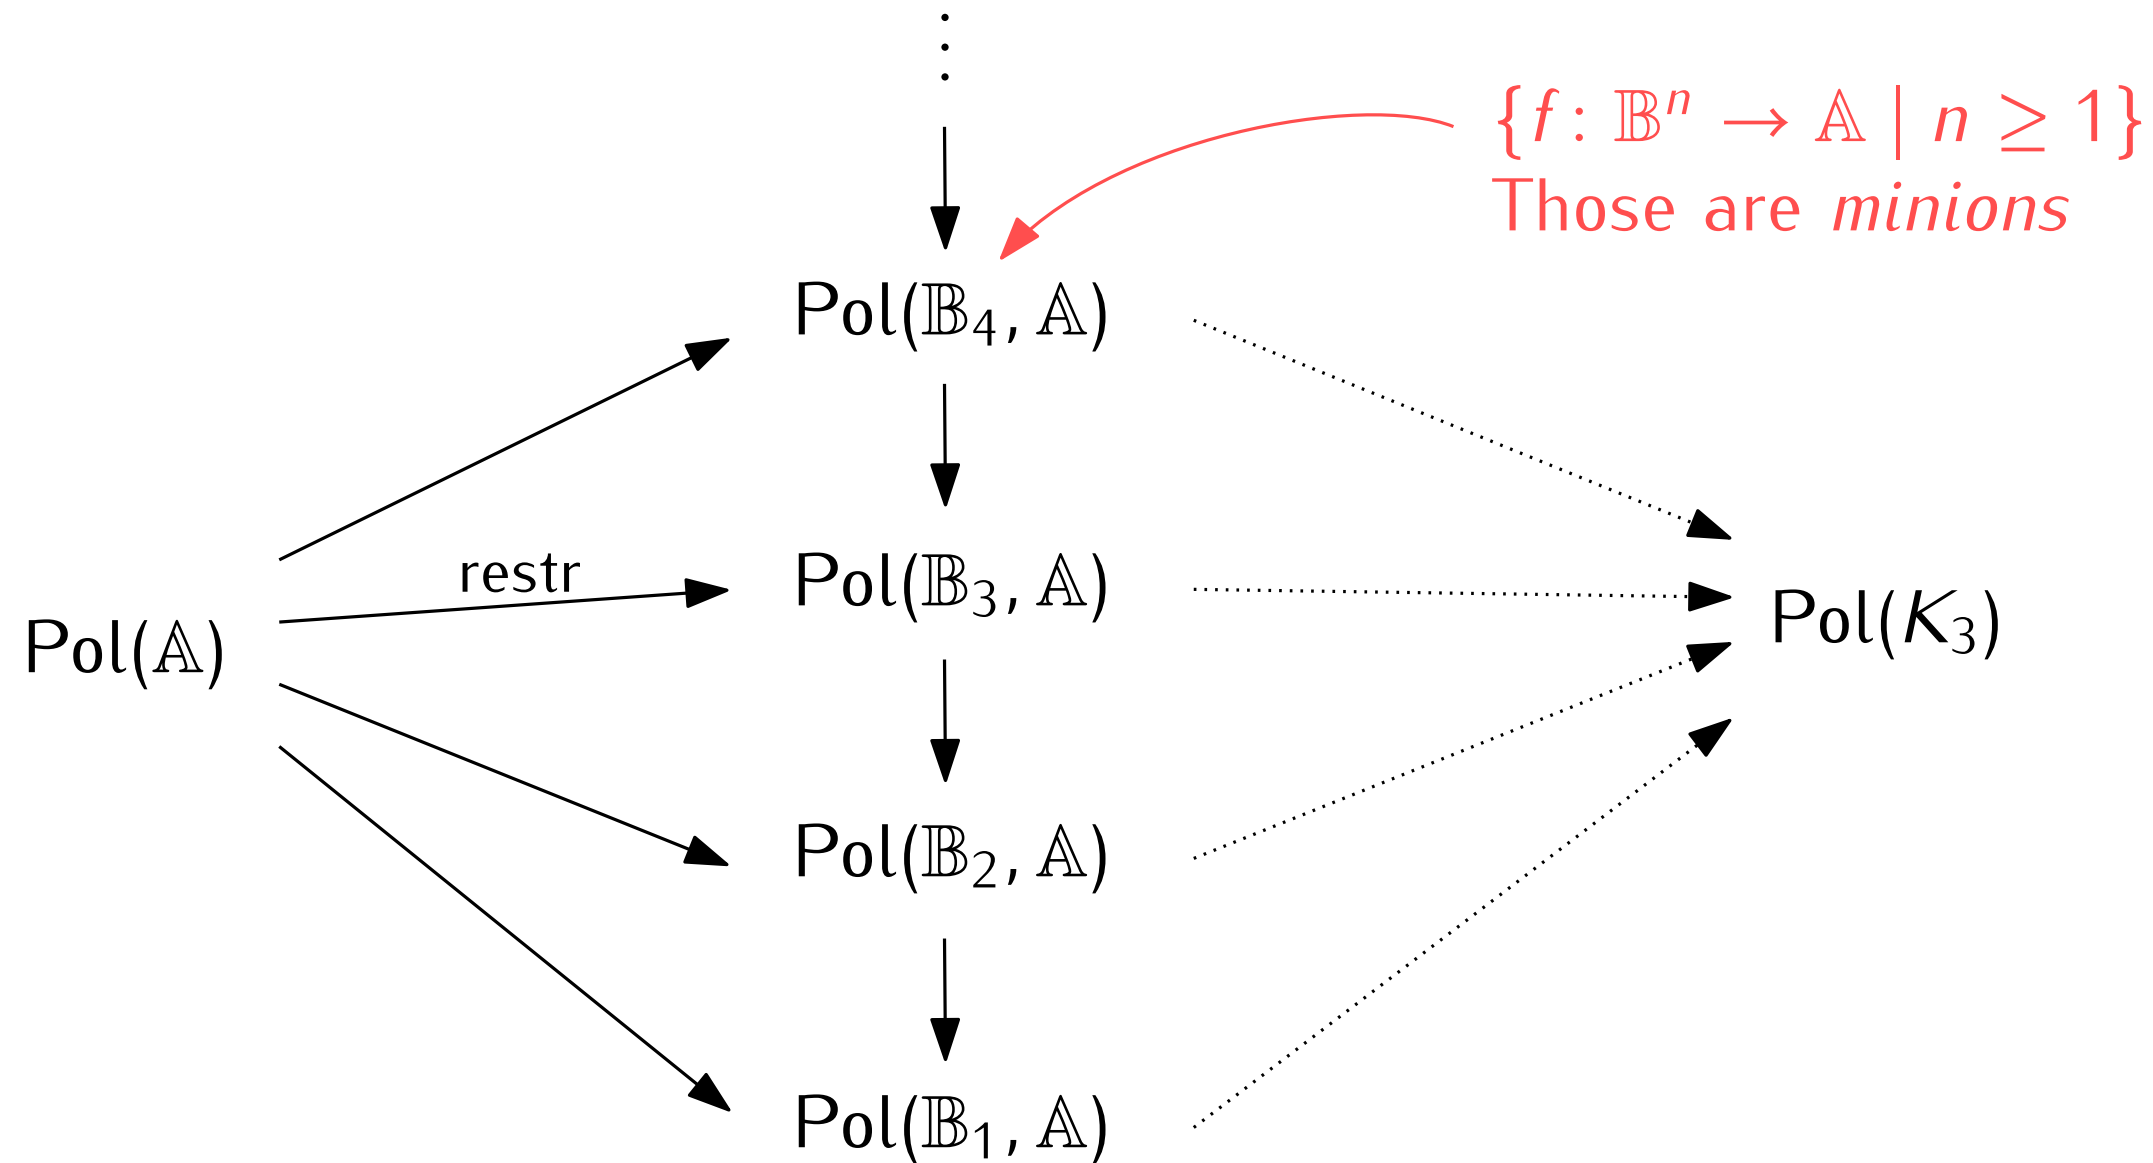 ⋮
{f : 𝔹ⁿ → 𝔸 | n ≥ 1}
Those are minions
Pol(𝔹₄, 𝔸)
restr
Pol(𝔹₃, 𝔸)
Pol(𝔸)
Pol(K₃)
Pol(𝔹₂, 𝔸)
Pol(𝔹₁, 𝔸)